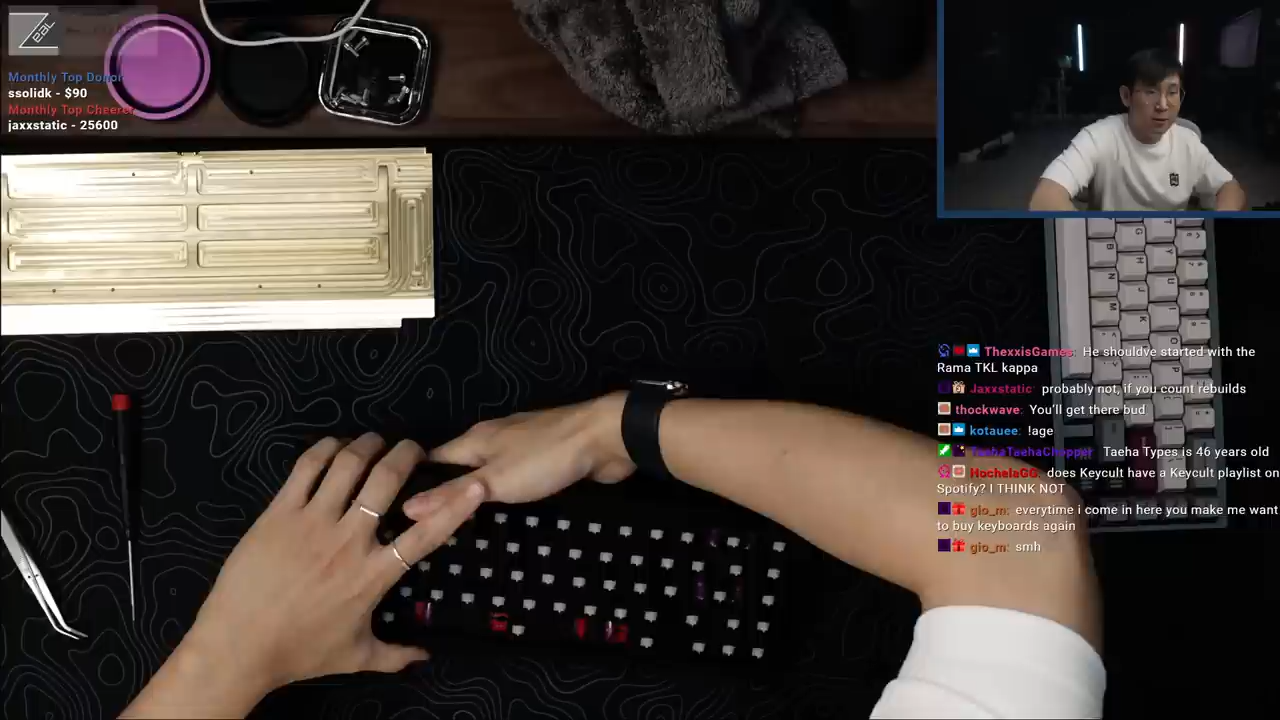 Zeal
Monthly Top Donor
ssolidk - $90
Monthly Top Cheerer
jaxxstatic - 25600
ThexxisGames: He shouldve started with the
Rama TKL kappa
Jaxxstatic: probably not, if you count rebuilds
thockwave: You'll get there bud
kotauee: !age
TaehaTaehaChopper: Taeha Types is 46 years old
HochelaGG: does Keycult have a Keycult playlist on
Spotify? I THINK NOT
gio_m: everytime i come in here you make me want
to buy keyboards again
gio_m: smh